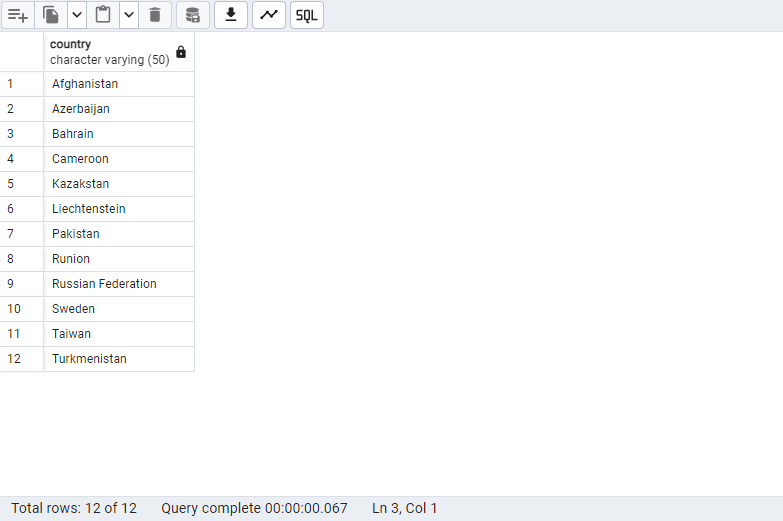 SQL
country
character varying (50)
1 Afghanistan
2 Azerbaijan
3 Bahrain
4 Cameroon
5 Kazakstan
6 Liechtenstein
7 Pakistan
8 Runion
9 Russian Federation
10 Sweden
11 Taiwan
12 Turkmenistan
Total rows: 12 of 12 Query complete 00:00:00.067 Ln 3, Col 1